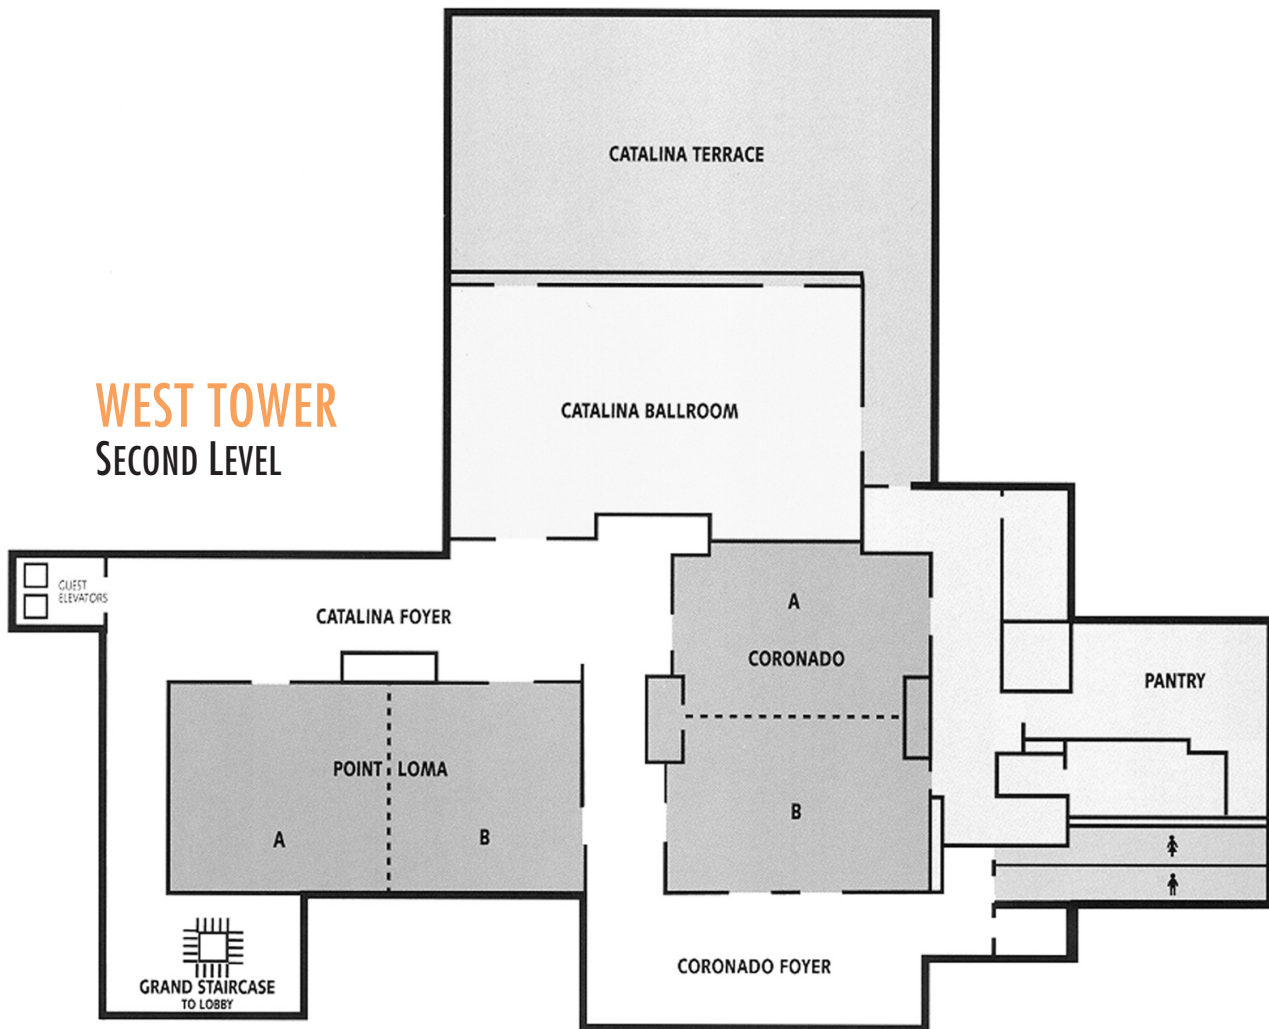 CATALINA TERRACE
WEST TOWER
SECOND LEVEL
CATALINA BALLROOM
GUEST
ELEVATORS
CATALINA FOYER
A
CORONADO
PANTRY
POINT LOMA
A
B
B
GRAND STAIRCASE
TO LOBBY
CORONADO FOYER